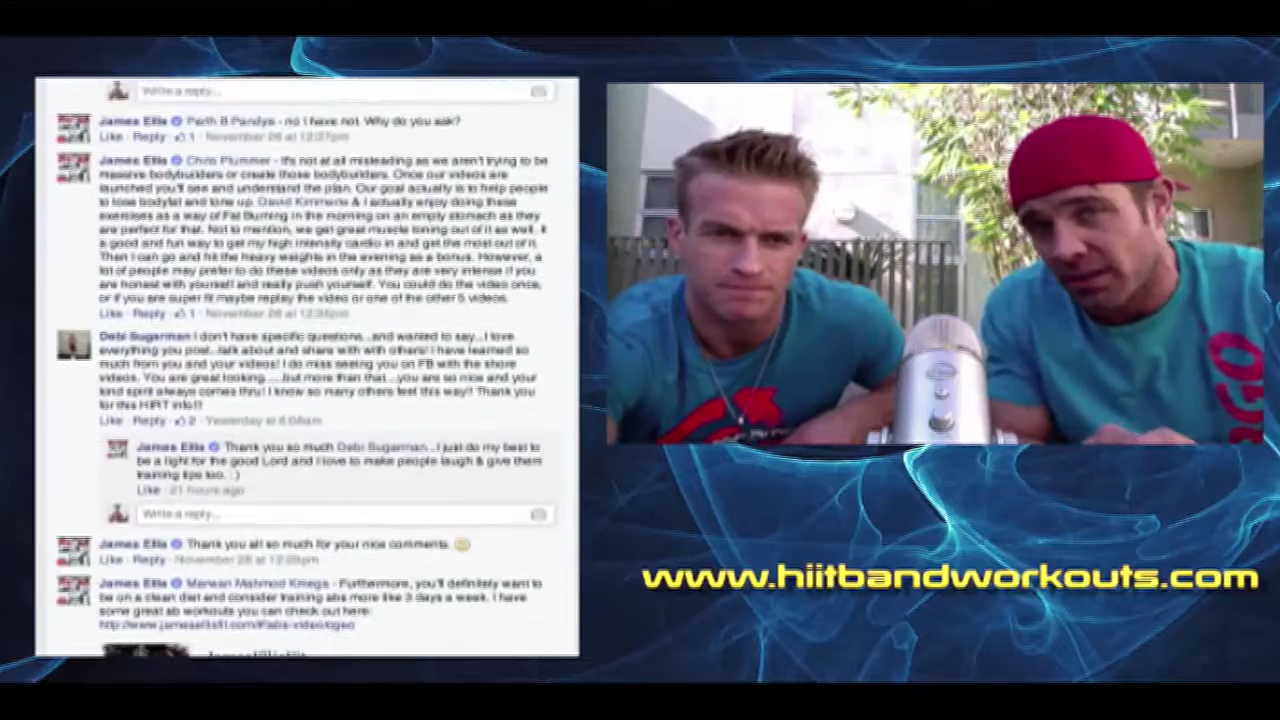 Write a reply...
James Ellis Parth B Pandya - no I have not. Why do you ask?
Like · Reply · 1 · November 26 at 12:37pm
James Ellis Chris Plummer - It's not at all misleading as we aren't trying to be
massive bodybuilders or create those bodybuilders. Once our videos are
launched you'll see and understand the plan. Our goal actually is to help people
to lose bodyfat and tone up. David Kimmerle & I actually enjoy doing these
exercises as a way of Fat Burning in the morning on an empty stomach as they
are perfect for that. Not to mention, we get great muscle toning out of it as well. It
a good and fun way to get my high intensity cardio in and get the most out of it.
Then I can go and hit the heavy weights in the evening as a bonus. However, a
lot of people may prefer to do these videos only as they are very intense if you
are honest with yourself and really push yourself. You could do the video once,
or if you are super fit maybe replay the video or one of the other 5 videos.
Like · Reply · 1 · November 26 at 12:36pm
Debi Sugarman I don't have specific questions...and wanted to say...I love
everything you post...talk about and share with with others! I have learned so
much from you and your videos! I do miss seeing you on FB with the shore
videos. You are great looking.....but more than that...you are so nice and your
kind spirit always comes thru! I know so many others feel this way!! Thank you
for this HIRT info!!!
Like · Reply · 2 · Yesterday at 6:08am
James Ellis Thank you so much Debi Sugarman...I just do my best to
be a light for the good Lord and I love to make people laugh & give them
training tips too. :)
Like · 21 hours ago
Write a reply...
James Ellis Thank you all so much for your nice comments.
Like · Reply · November 26 at 12:28pm
James Ellis Marwan Mahmod - Furthermore, you'll definitely want to
be on a clean diet and consider training abs more like 3 days a week. I have
some great ab workouts you can check out here:
www.hiitbandworkouts.com